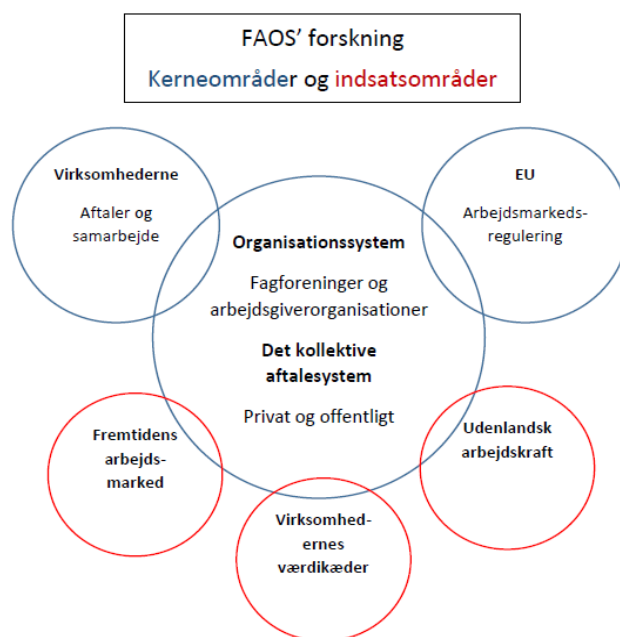 FAOS’ forskning
Kerneområder og indsatsområder
Virksomhederne
Aftaler og
samarbejde
EU
Arbejdsmarkeds-
regulering
Organisationssystem
Fagforeninger og
arbejdsgiverorganisationer
Det kollektive
aftalesystem
Privat og offentligt
Fremtidens
arbejds-
marked
Udenlandsk
arbejdskraft
Virksomhed-
ernes
værdikæder